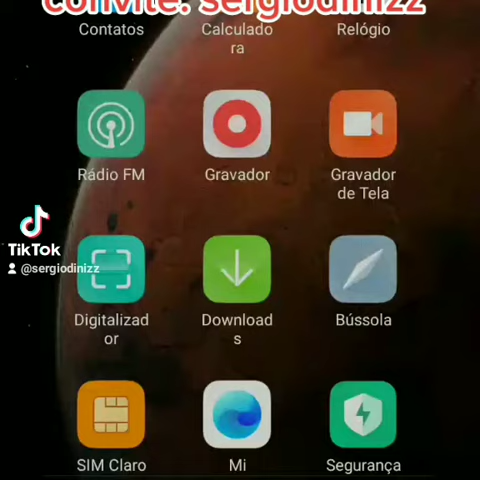 convite: sergiodinizz
Contatos
Calculado
ra
Relógio
Rádio FM
Gravador
Gravador
de Tela
TikTok
@sergiodinizz
Digitalizad
or
Download
s
Bússola
SIM Claro
Mi
Segurança